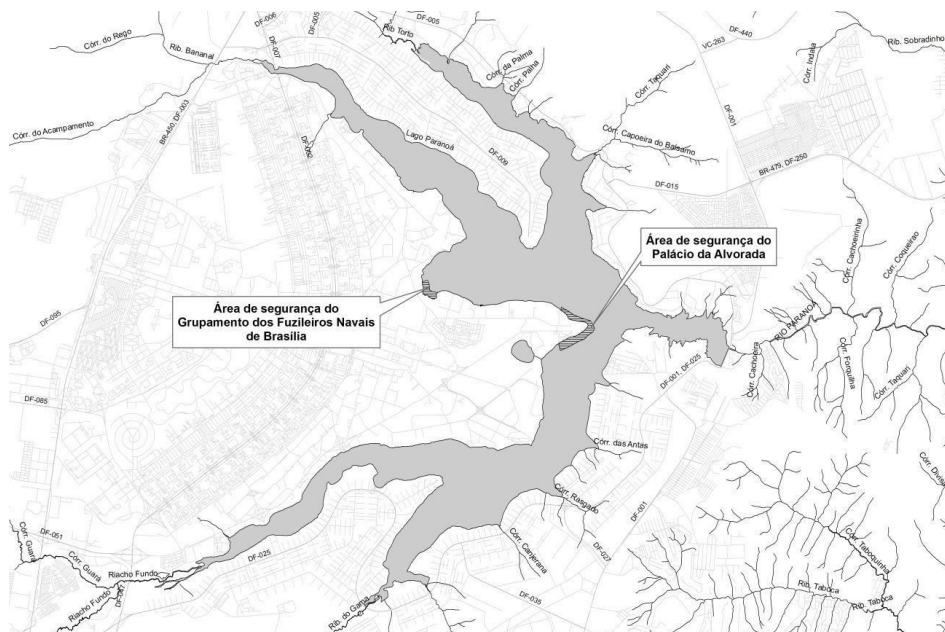 DF-006
DF-005
DF-007
Rib. Torto
DF-005
VC-263
DF-440
Rib. Sobradinho
Córr. do Rego
Rib. Bananal
Córr. da Palma
Córr. Palha
Córr. Indaia
Córr. Taquari
DF-001
BR-450, DF-003
Córr. do Acampamento
Lago Paranoá
DF-009
Córr. Capoeira do Balsamo
BR-479, DF-250
DF-015
Área de segurança do
Palácio da Alvorada
Córr. Cachoeirinha
Córr. Coqueirao
Área de segurança do
Grupamento dos Fuzileiros Navais
de Brasília
RIO PARANOÁ
DF-095
DF-001, DF-025
Córr. Cachoeira
Córr. Forquilha
Córr. Taquari
DF-085
Córr. das Antas
Córr. Rasgado
DF-001
DF-027
DF-051
Córr. Guará
Córr. Guará
DF-025
Córr. Canjerana
Córr. Taboquinha
Riacho Fundo
Riacho Fundo
Rib. do Gama
DF-035
Rib. Taboca
Rib. Taboca